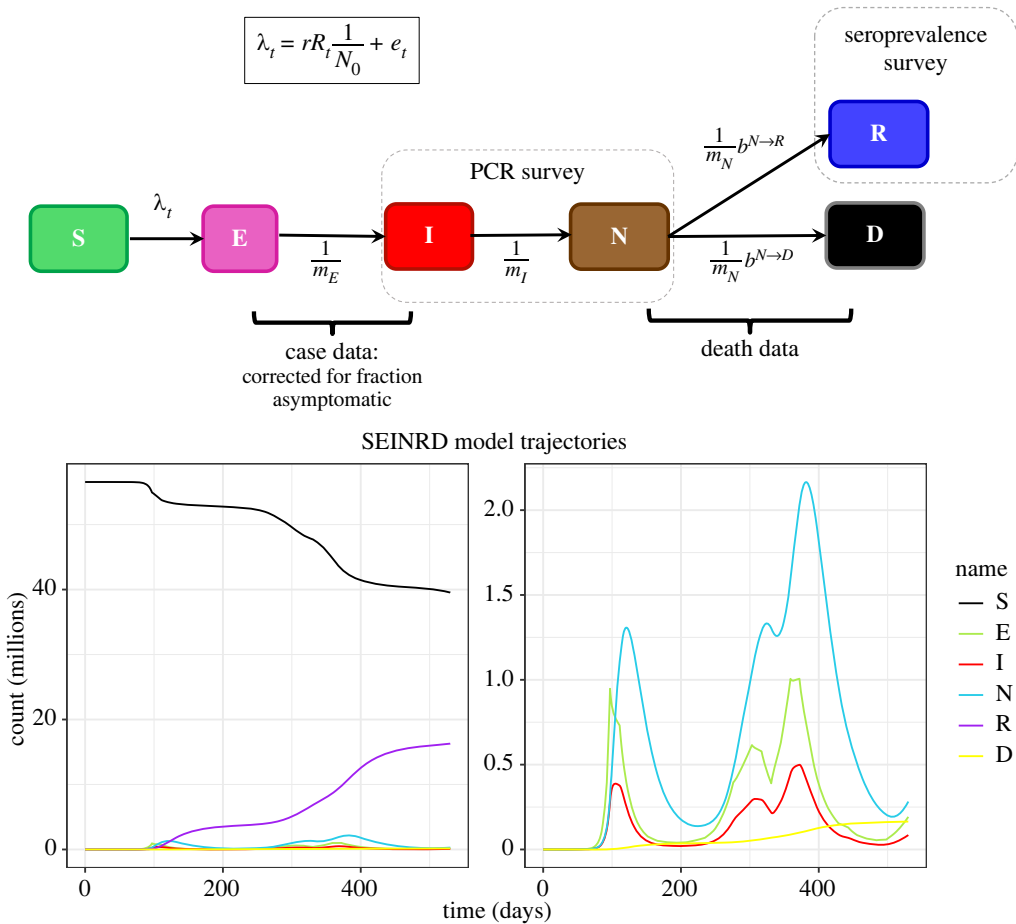 λt = rRt 1/N0 + et
seroprevalence
survey
PCR survey
R
1/mN b^N→R
λt
S
E
I
N
D
1/mE
1/mI
1/mN b^N→D
case data:
corrected for fraction
asymptomatic
death data
SEINRD model trajectories
count (millions)
40
20
0
0
200
400
2.0
1.5
1.0
0.5
0
0
200
400
time (days)
name
S
E
I
N
R
D